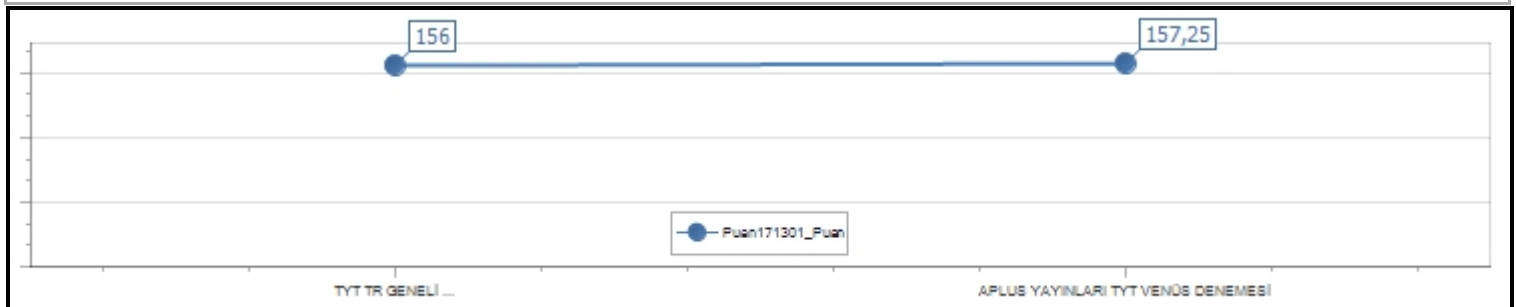 156
157,25
Puan171301_Puan
TYT TR GENELİ ...
APLUS YAYINLARI TYT VENÜS DENEMESİ